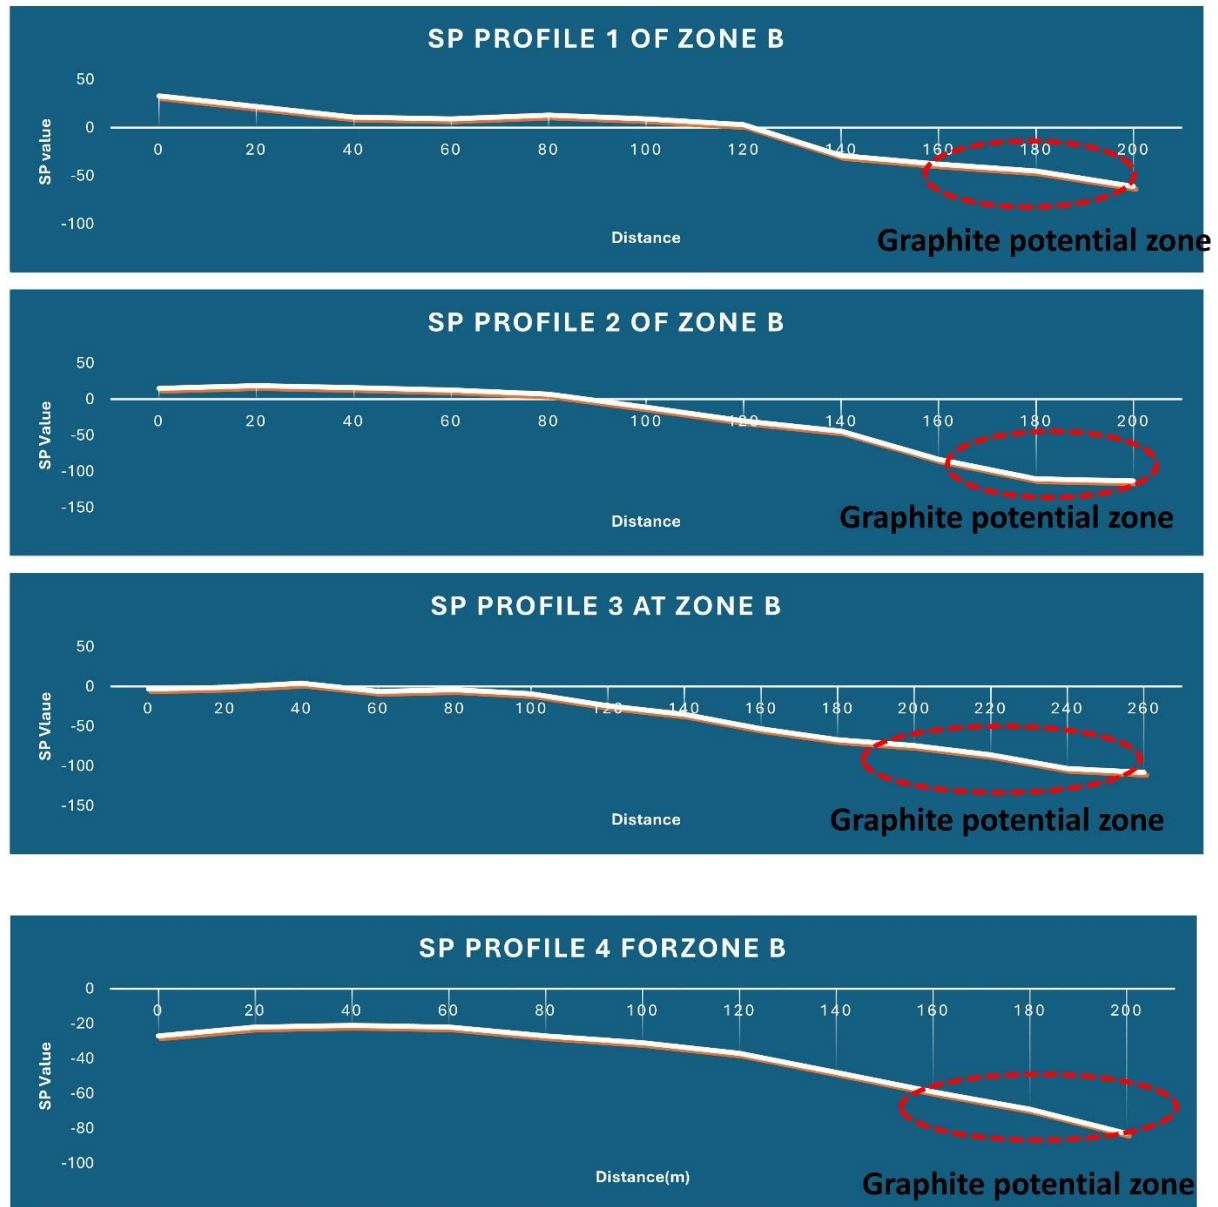 SP PROFILE 1 OF ZONE B
50
0
-50
-100
SP value
0 20 40 60 80 100 120 140 160 180 200
Distance
Graphite potential zone
SP PROFILE 2 OF ZONE B
50
0
-50
-100
-150
SP Value
0 20 40 60 80 100 120 140 160 180 200
Distance
Graphite potential zone
SP PROFILE 3 AT ZONE B
50
0
-50
-100
-150
SP Vlaue
0 20 40 60 80 100 120 140 160 180 200 220 240 260
Distance
Graphite potential zone
SP PROFILE 4 FORZONE B
0
-20
-40
-60
-80
-100
SP Value
0 20 40 60 80 100 120 140 160 180 200
Distance(m)
Graphite potential zone